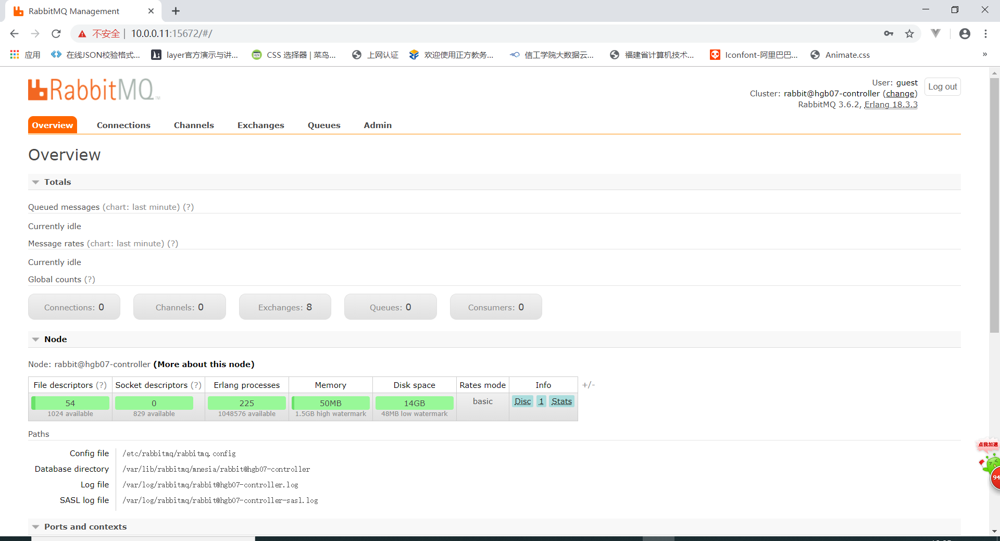 RabbitMQ Management
不安全 | 10.0.0.11:15672/#/
应用 在线JSON校验格式... layer官方演示与讲... CSS 选择器 | 菜鸟... 上网认证 欢迎使用正方教务... 信工学院大数据云... 福建省计算机技术... Iconfont-阿里巴巴... Animate.css »
RabbitMQ™
User: guest
Log out
Cluster: rabbit@hgb07-controller (change)
RabbitMQ 3.6.2, Erlang 18.3.3
Overview Connections Channels Exchanges Queues Admin
Overview
Totals
Queued messages (chart: last minute) (?)
Currently idle
Message rates (chart: last minute) (?)
Currently idle
Global counts (?)
Connections: 0 Channels: 0 Exchanges: 8 Queues: 0 Consumers: 0
Node
Node: rabbit@hgb07-controller (More about this node)
File descriptors (?) Socket descriptors (?) Erlang processes Memory Disk space Rates mode Info +/-
54 0 225 50MB 14GB basic Disc 1 Stats
1024 available 829 available 1048576 available 1.5GB high watermark 48MB low watermark
Paths
Config file /etc/rabbitmq/rabbitmq.config
Database directory /var/lib/rabbitmq/mnesia/rabbit@hgb07-controller
Log file /var/log/rabbitmq/rabbit@hgb07-controller.log
SASL log file /var/log/rabbitmq/rabbit@hgb07-controller-sasl.log
点我加速
94
Ports and contexts